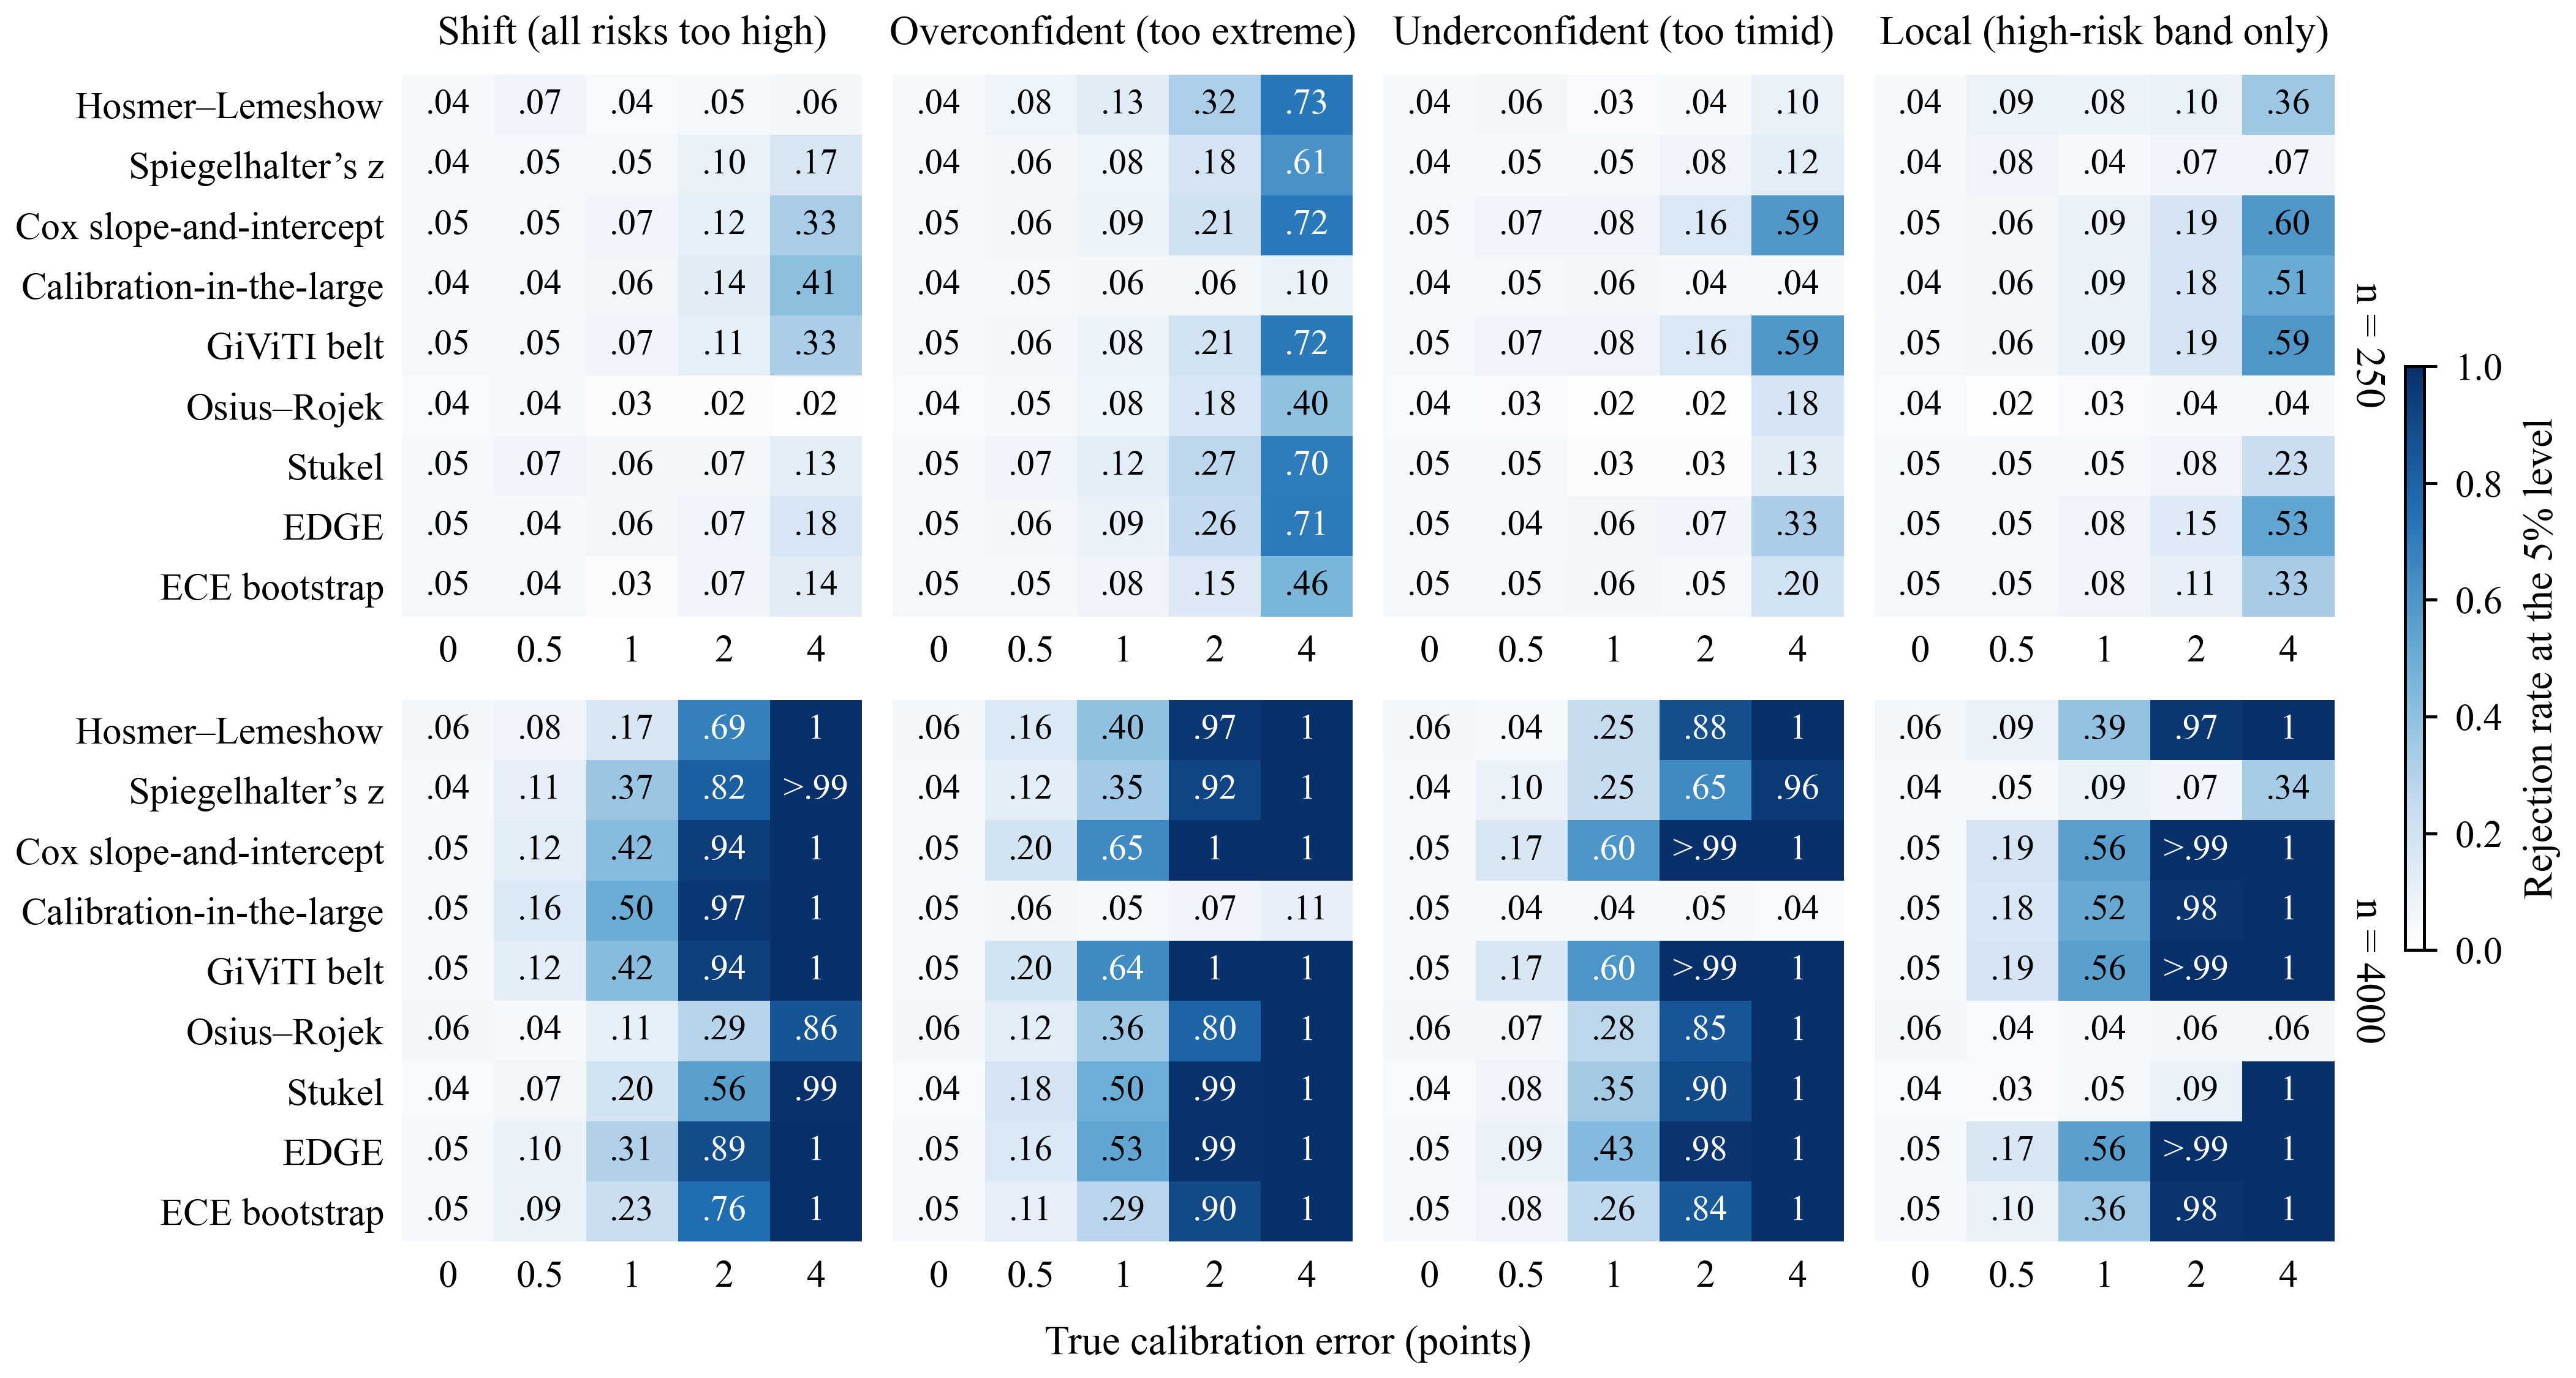 Shift (all risks too high) Overconfident (too extreme) Underconfident (too timid) Local (high-risk band only)
Hosmer–Lemeshow .04 .07 .04 .05 .06 .04 .08 .13 .32 .73 .04 .06 .03 .04 .10 .04 .09 .08 .10 .36
Spiegelhalter’s z .04 .05 .05 .10 .17 .04 .06 .08 .18 .61 .04 .05 .05 .08 .12 .04 .08 .04 .07 .07
Cox slope-and-intercept .05 .05 .07 .12 .33 .05 .06 .09 .21 .72 .05 .07 .08 .16 .59 .05 .06 .09 .19 .60
Calibration-in-the-large .04 .04 .06 .14 .41 .04 .05 .06 .06 .10 .04 .05 .06 .04 .04 .04 .06 .09 .18 .51
GiViTI belt .05 .05 .07 .11 .33 .05 .06 .08 .21 .72 .05 .07 .08 .16 .59 .05 .06 .09 .19 .59
Osius–Rojek .04 .04 .03 .02 .02 .04 .05 .08 .18 .40 .04 .03 .02 .02 .18 .04 .02 .03 .04 .04
Stukel .05 .07 .06 .07 .13 .05 .07 .12 .27 .70 .05 .05 .03 .03 .13 .05 .05 .05 .08 .23
EDGE .05 .04 .06 .07 .18 .05 .06 .09 .26 .71 .05 .04 .06 .07 .33 .05 .05 .08 .15 .53
ECE bootstrap .05 .04 .03 .07 .14 .05 .05 .08 .15 .46 .05 .05 .06 .05 .20 .05 .05 .08 .11 .33
0 0.5 1 2 4 0 0.5 1 2 4 0 0.5 1 2 4 0 0.5 1 2 4
n = 250
Hosmer–Lemeshow .06 .08 .17 .69 1 .06 .16 .40 .97 1 .06 .04 .25 .88 1 .06 .09 .39 .97 1
Spiegelhalter’s z .04 .11 .37 .82 >.99 .04 .12 .35 .92 1 .04 .10 .25 .65 .96 .04 .05 .09 .07 .34
Cox slope-and-intercept .05 .12 .42 .94 1 .05 .20 .65 1 1 .05 .17 .60 >.99 1 .05 .19 .56 >.99 1
Calibration-in-the-large .05 .16 .50 .97 1 .05 .06 .05 .07 .11 .05 .04 .04 .05 .04 .05 .18 .52 .98 1
GiViTI belt .05 .12 .42 .94 1 .05 .20 .64 1 1 .05 .17 .60 >.99 1 .05 .19 .56 >.99 1
Osius–Rojek .06 .04 .11 .29 .86 .06 .12 .36 .80 1 .06 .07 .28 .85 1 .06 .04 .04 .06 .06
Stukel .04 .07 .20 .56 .99 .04 .18 .50 .99 1 .04 .08 .35 .90 1 .04 .03 .05 .09 1
EDGE .05 .10 .31 .89 1 .05 .16 .53 .99 1 .05 .09 .43 .98 1 .05 .17 .56 >.99 1
ECE bootstrap .05 .09 .23 .76 1 .05 .11 .29 .90 1 .05 .08 .26 .84 1 .05 .10 .36 .98 1
0 0.5 1 2 4 0 0.5 1 2 4 0 0.5 1 2 4 0 0.5 1 2 4
n = 4000
True calibration error (points)
1.0
0.8
0.6
0.4
0.2
0.0
Rejection rate at the 5% level